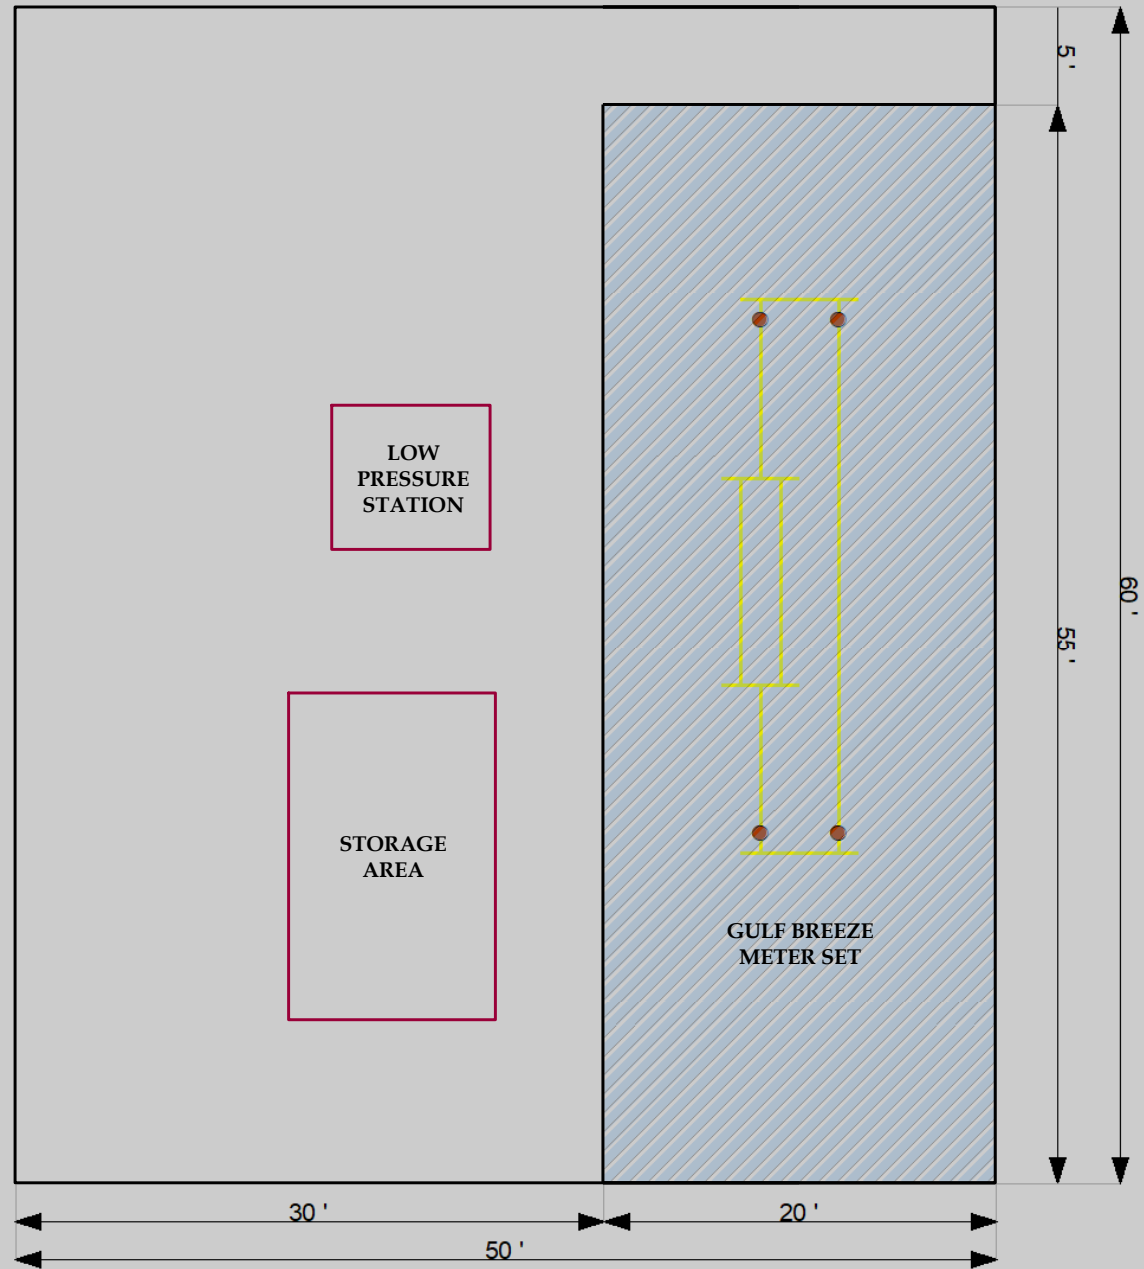 5 '
LOW
PRESSURE
STATION
60 '
55 '
STORAGE
AREA
GULF BREEZE
METER SET
30 '
20 '
50 '